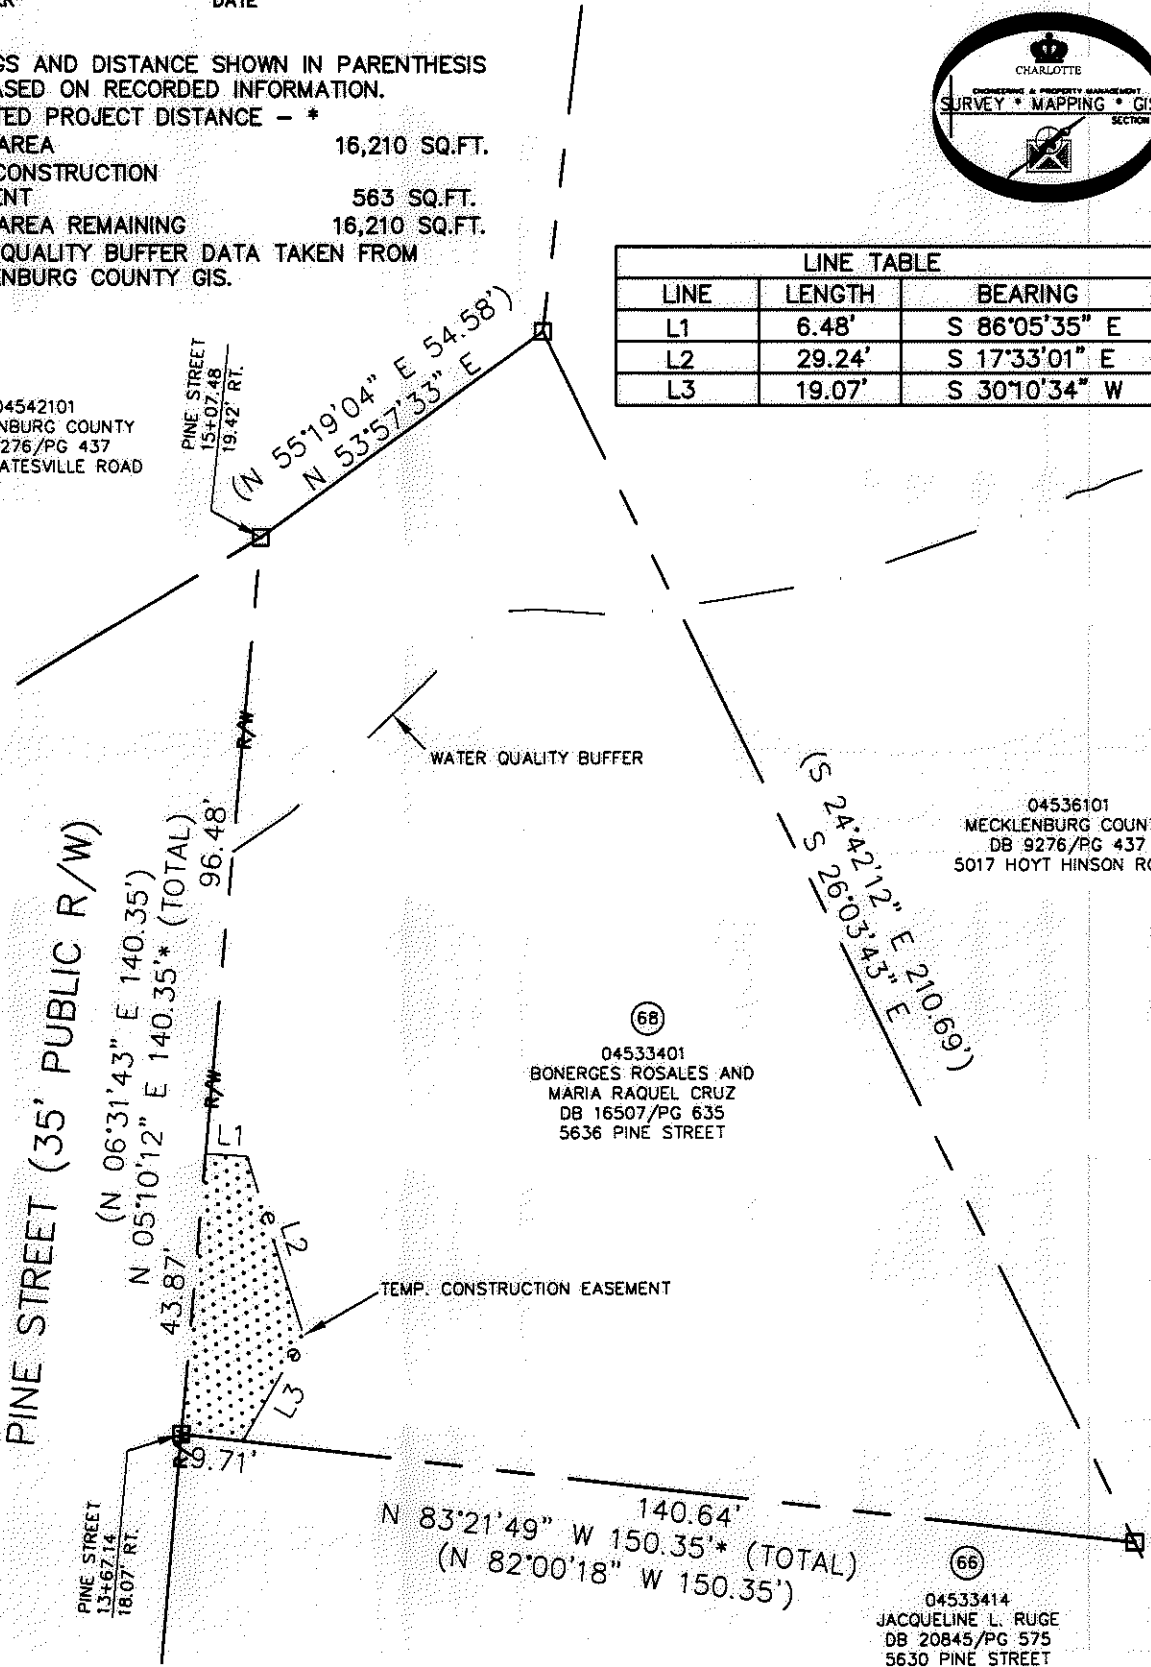 DATE
GS AND DISTANCE SHOWN IN PARENTHESIS
ASED ON RECORDED INFORMATION.
TED PROJECT DISTANCE - *
AREA 16,210 SQ.FT.
CONSTRUCTION
ENT 563 SQ.FT.
AREA REMAINING 16,210 SQ.FT.
QUALITY BUFFER DATA TAKEN FROM
ENBURG COUNTY GIS.
CHARLOTTE
ENGINEERING & PROPERTY MANAGEMENT
SURVEY * MAPPING * GIS
SECTION
LINE TABLE
LINE LENGTH BEARING
L1 6.48' S 86°05'35" E
L2 29.24' S 17°33'01" E
L3 19.07' S 30°10'34" W
04542101
NBURG COUNTY
276/PG 437
ATESVILLE ROAD
PINE STREET
15+07.48
19.42' RT.
(N 55°19'04" E 54.58')
N 53°57'33" E
R/W
WATER QUALITY BUFFER
(S 24°42'12" E 210.69')
S 26°03'43" E
04536101
MECKLENBURG COUN
DB 9276/PG 437
5017 HOYT HINSON RO
PINE STREET (35' PUBLIC R/W)
(N 06°31'43" E 140.35')
N 05°10'12" E 140.35'* (TOTAL)
96.48'
43.87'
R/W
68
04533401
BONERGES ROSALES AND
MARIA RAQUEL CRUZ
DB 16507/PG 635
5636 PINE STREET
L1
e
L2
TEMP. CONSTRUCTION EASEMENT
e
L3
R/W
9.71'
PINE STREET
13+67.14
18.07' RT.
140.64'
N 83°21'49" W 150.35'* (TOTAL)
(N 82°00'18" W 150.35')
66
04533414
JACQUELINE L. RUGE
DB 20845/PG 575
5630 PINE STREET